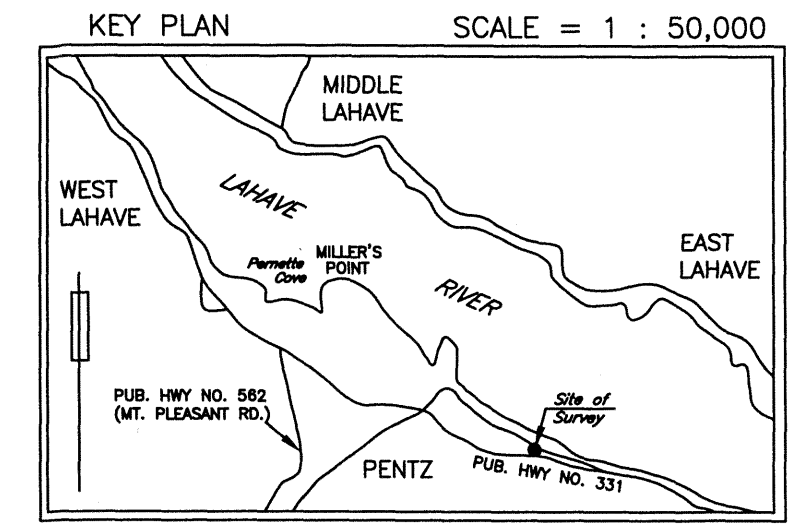 KEY PLAN
SCALE = 1 : 50,000
MIDDLE
LAHAVE
WEST
LAHAVE
LAHAVE
RIVER
Pernette
Cove
MILLER'S
POINT
EAST
LAHAVE
PUB. HWY NO. 562
(MT. PLEASANT RD.)
Site of
Survey
PENTZ
PUB. HWY NO. 331